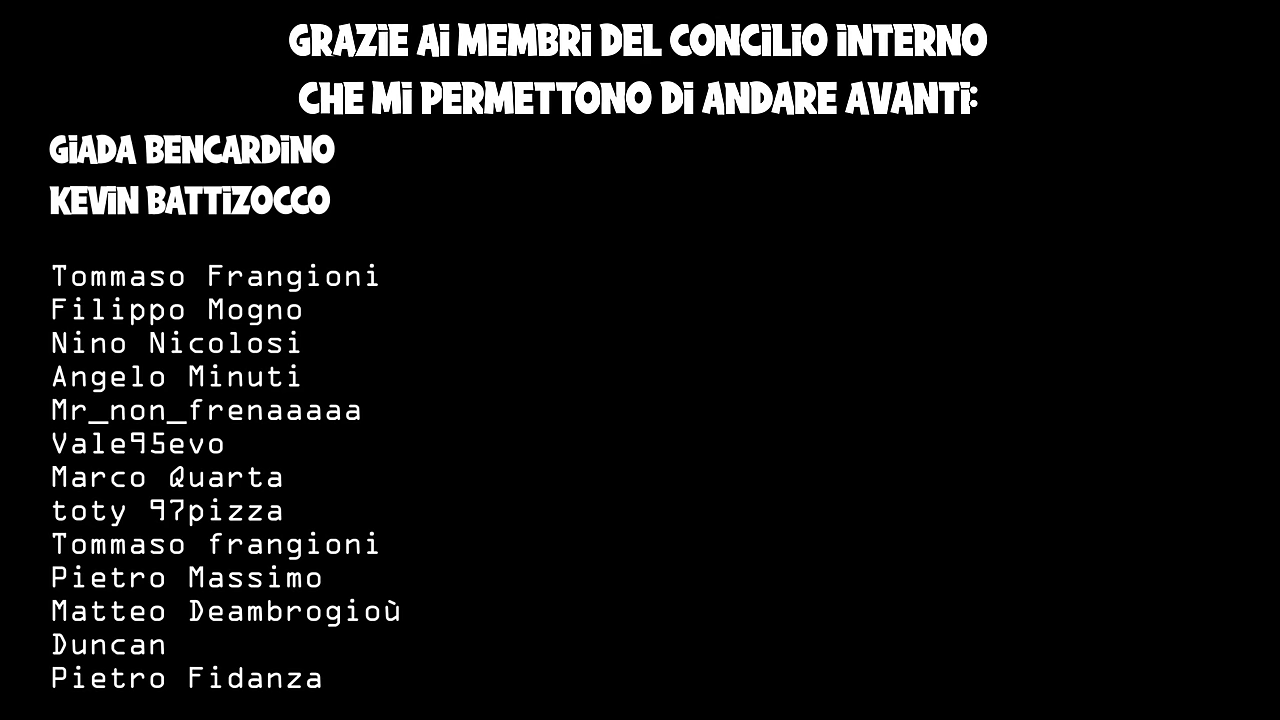 GRAZIE AI MEMBRI DEL CONCILIO INTERNO
CHE MI PERMETTONO DI ANDARE AVANTI:
GIADA BENCARDINO
KEVIN BATTIZOCCO
Tommaso Frangioni
Filippo Mogno
Nino Nicolosi
Angelo Minuti
Mr_non_frenaaaaa
Vale95evo
Marco Quarta
toty 97pizza
Tommaso frangioni
Pietro Massimo
Matteo Deambrogioù
Duncan
Pietro Fidanza